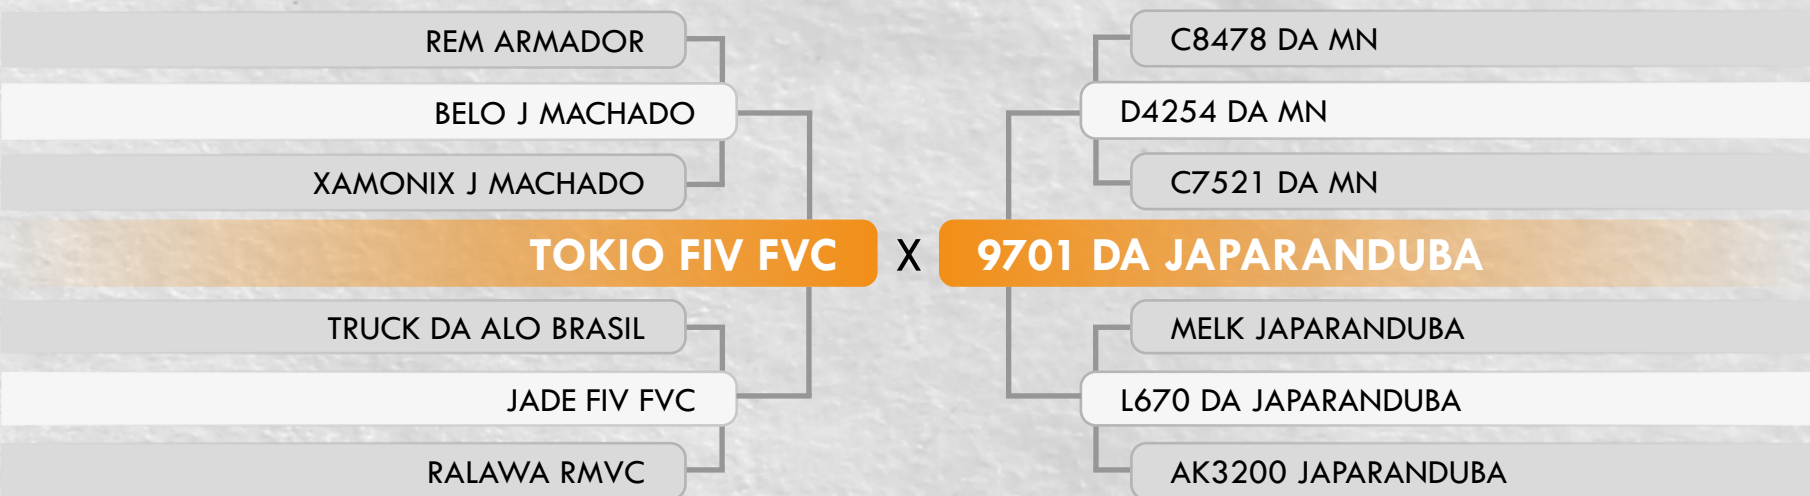 REM ARMADOR
BELO J MACHADO
XAMONIX J MACHADO
TOKIO FIV FVC
TRUCK DA ALO BRASIL
JADE FIV FVC
RALAWA RMVC
X
C8478 DA MN
D4254 DA MN
C7521 DA MN
9701 DA JAPARANDUBA
MELK JAPARANDUBA
L670 DA JAPARANDUBA
AK3200 JAPARANDUBA